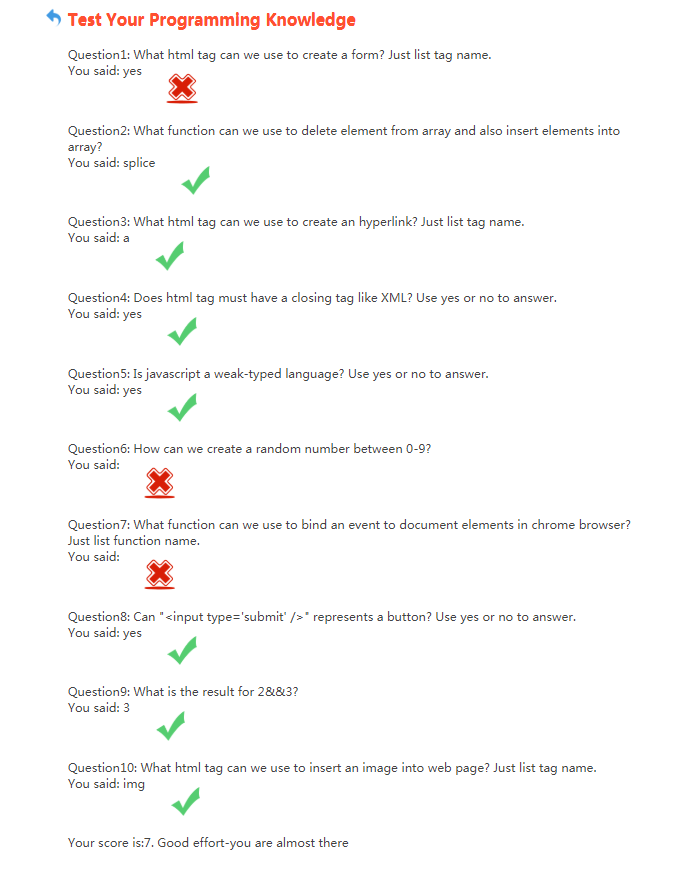 Test Your Programming Knowledge
Question1: What html tag can we use to create a form? Just list tag name.
You said: yes
Question2: What function can we use to delete element from array and also insert elements into
array?
You said: splice
Question3: What html tag can we use to create an hyperlink? Just list tag name.
You said: a
Question4: Does html tag must have a closing tag like XML? Use yes or no to answer.
You said: yes
Question5: Is javascript a weak-typed language? Use yes or no to answer.
You said: yes
Question6: How can we create a random number between 0-9?
You said:
Question7: What function can we use to bind an event to document elements in chrome browser?
Just list function name.
You said:
Question8: Can "<input type='submit' />" represents a button? Use yes or no to answer.
You said: yes
Question9: What is the result for 2&&3?
You said: 3
Question10: What html tag can we use to insert an image into web page? Just list tag name.
You said: img
Your score is:7. Good effort-you are almost there